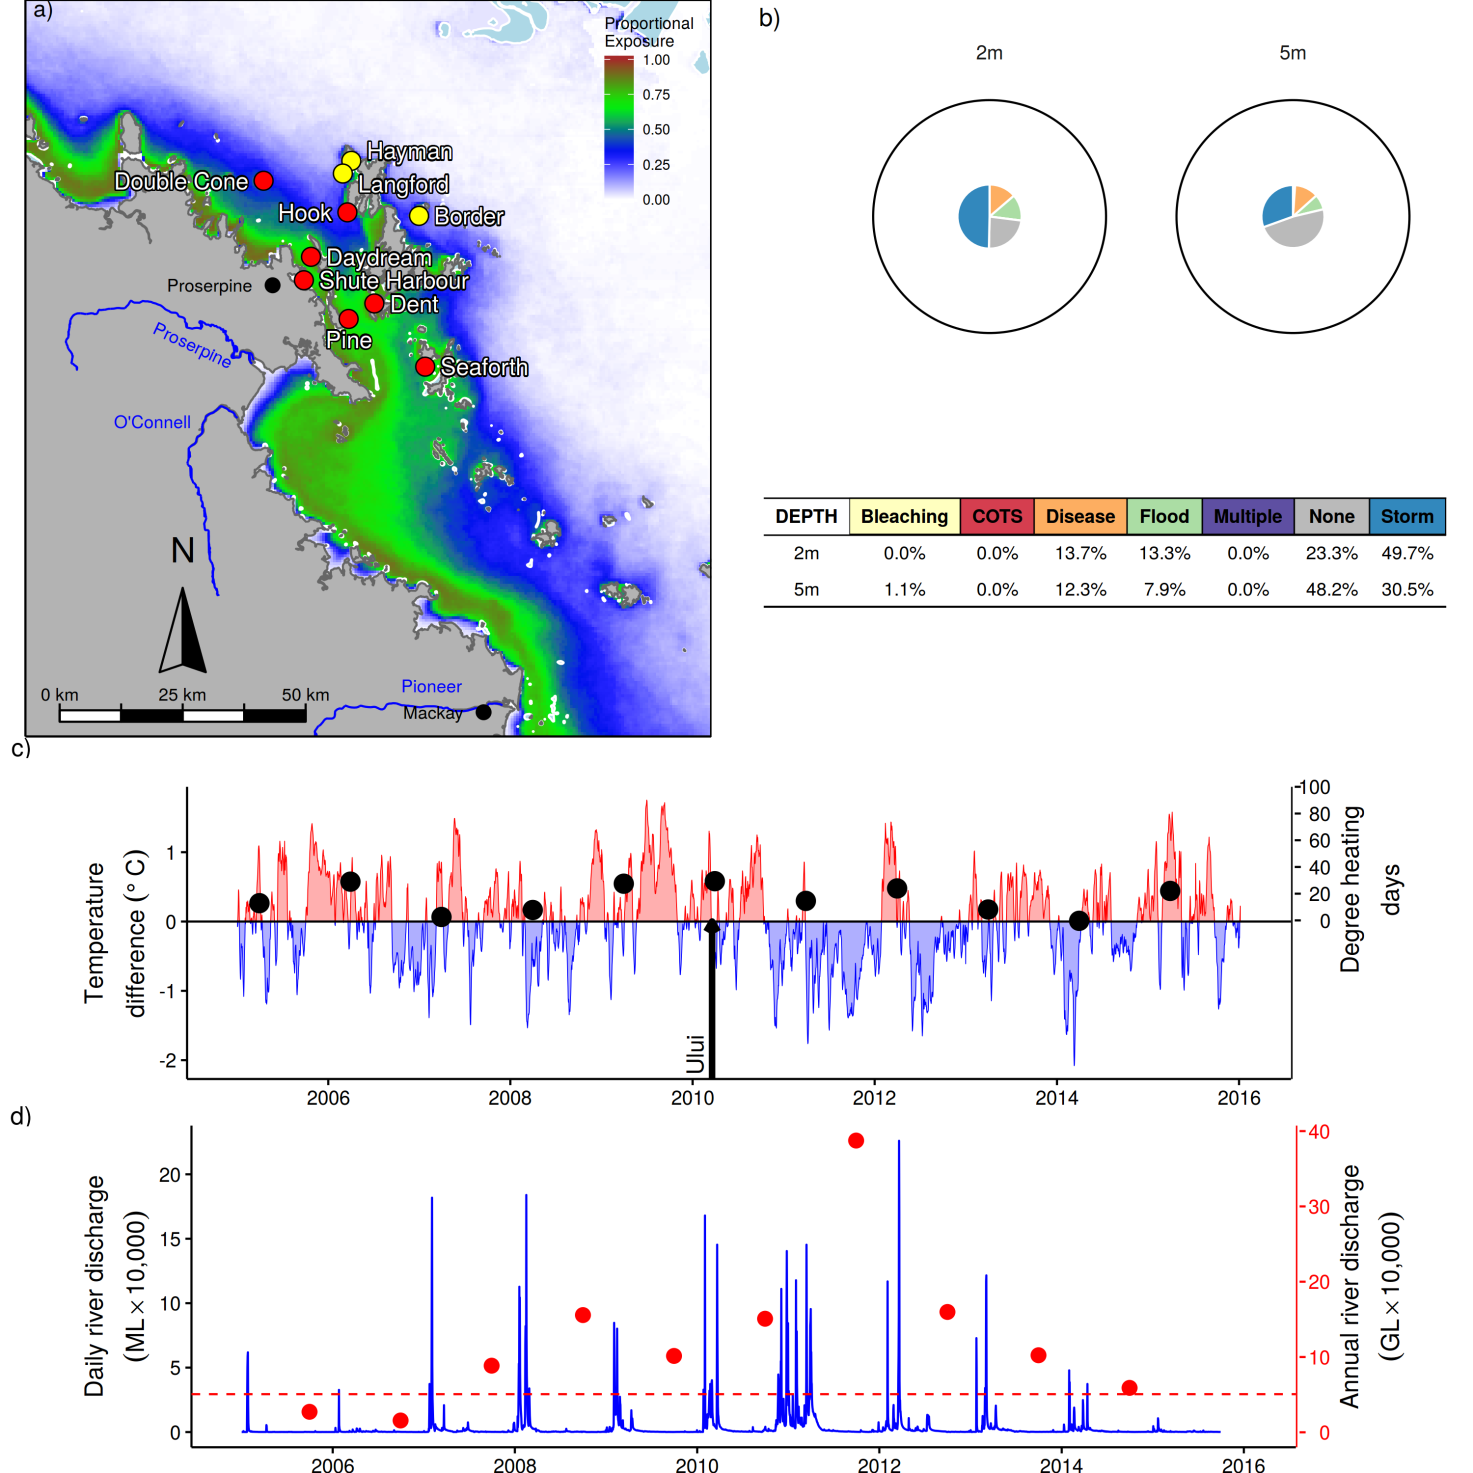 a)
Proportional
Exposure
1.00
0.75
0.50
0.25
0.00
Hayman
Double Cone
Langford
Hook
Border
Daydream
Shute Harbour
Proserpine
Dent
Pine
Proserpine
Seaforth
O'Connell
N
0 km
25 km
50 km
Pioneer
Mackay
b)
2m
5m
DEPTH Bleaching COTS Disease Flood Multiple None Storm
2m 0.0% 0.0% 13.7% 13.3% 0.0% 23.3% 49.7%
5m 1.1% 0.0% 12.3% 7.9% 0.0% 48.2% 30.5%
c)
Temperature
difference (° C)
1
0
-1
-2
Ului
100
80
60
40
20
0
Degree heating
days
2006 2008 2010 2012 2014 2016
d)
Daily river discharge
(ML × 10,000)
20
15
10
5
0
40
30
20
10
0
Annual river discharge
(GL × 10,000)
2006 2008 2010 2012 2014 2016